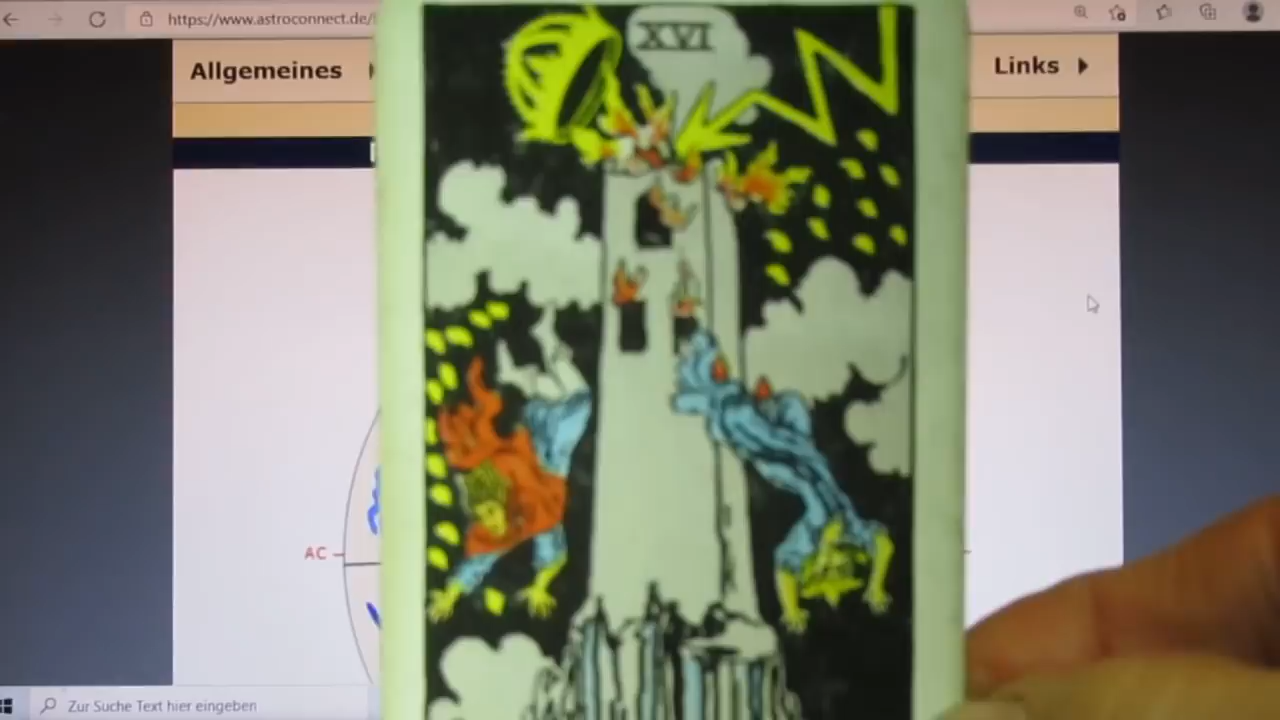 https://www.astroconnect.de/
Allgemeines
Links
XVI
AC
Zur Suche Text hier eingeben